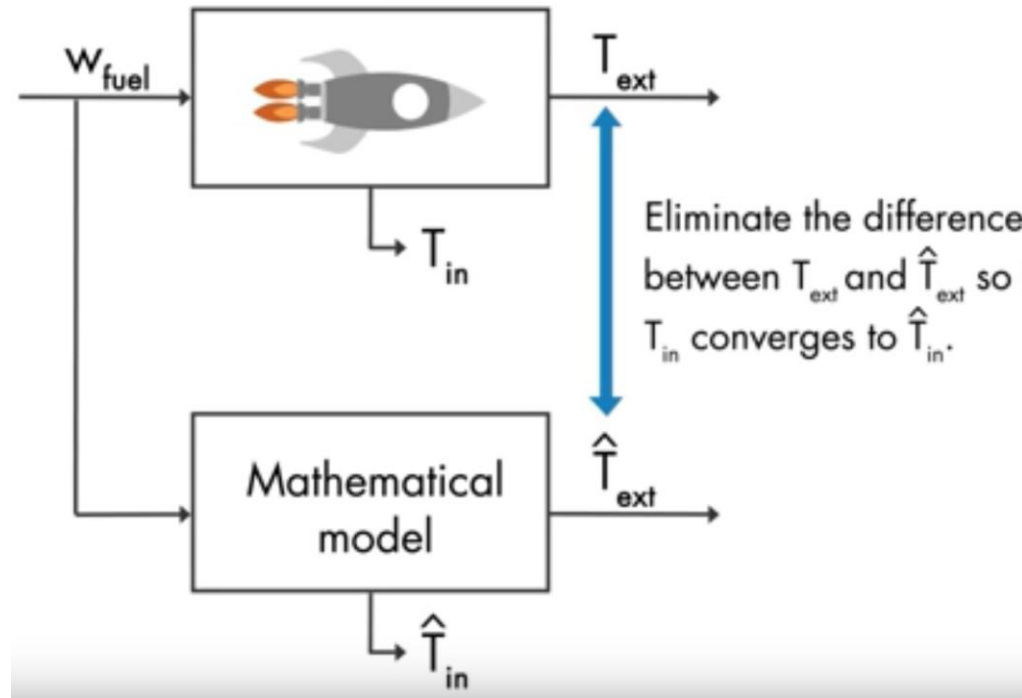 w_fuel
T_ext
T_in
Eliminate the difference
between T_ext and T̂_ext so
T_in converges to T̂_in.
T̂_ext
Mathematical
model
T̂_in